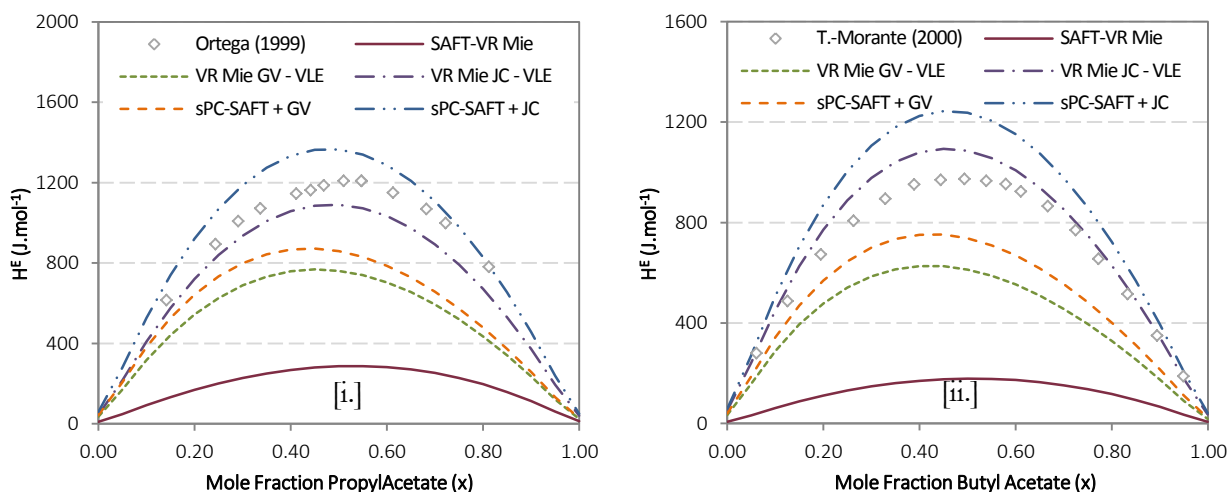 2000
1600
1200
800
400
0
Hᴱ (J.mol⁻¹)
Ortega (1999)
SAFT-VR Mie
VR Mie GV - VLE
VR Mie JC - VLE
sPC-SAFT + GV
sPC-SAFT + JC
[i.]
0.00 0.20 0.40 0.60 0.80 1.00
Mole Fraction PropylAcetate (x)
1600
1200
800
400
0
Hᴱ (J.mol⁻¹)
T.-Morante (2000)
SAFT-VR Mie
VR Mie GV - VLE
VR Mie JC - VLE
sPC-SAFT + GV
sPC-SAFT + JC
[ii.]
0.00 0.20 0.40 0.60 0.80 1.00
Mole Fraction Butyl Acetate (x)